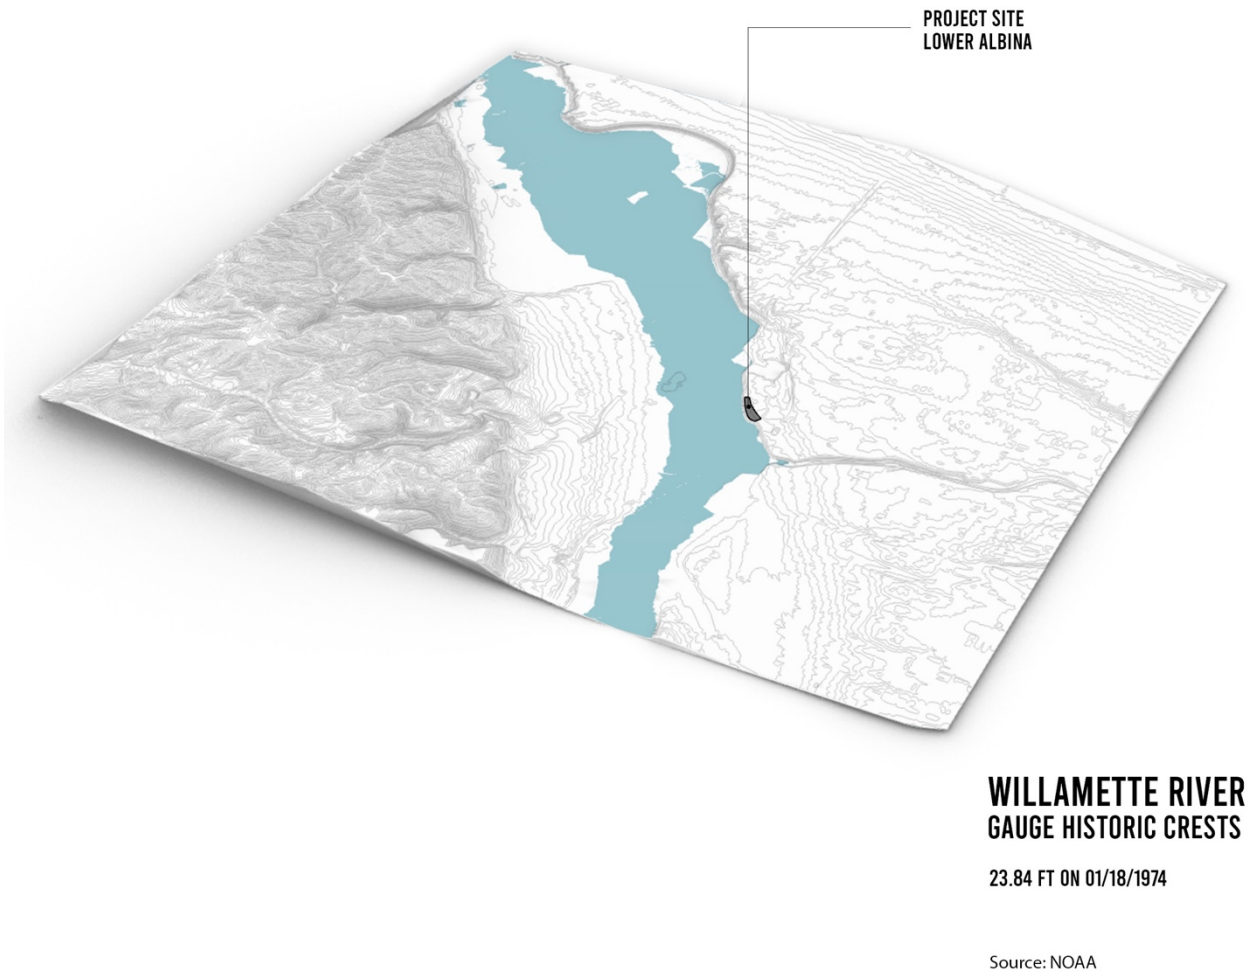 PROJECT SITE
LOWER ALBINA
WILLAMETTE RIVER
GAUGE HISTORIC CRESTS
23.84 FT ON 01/18/1974
Source: NOAA